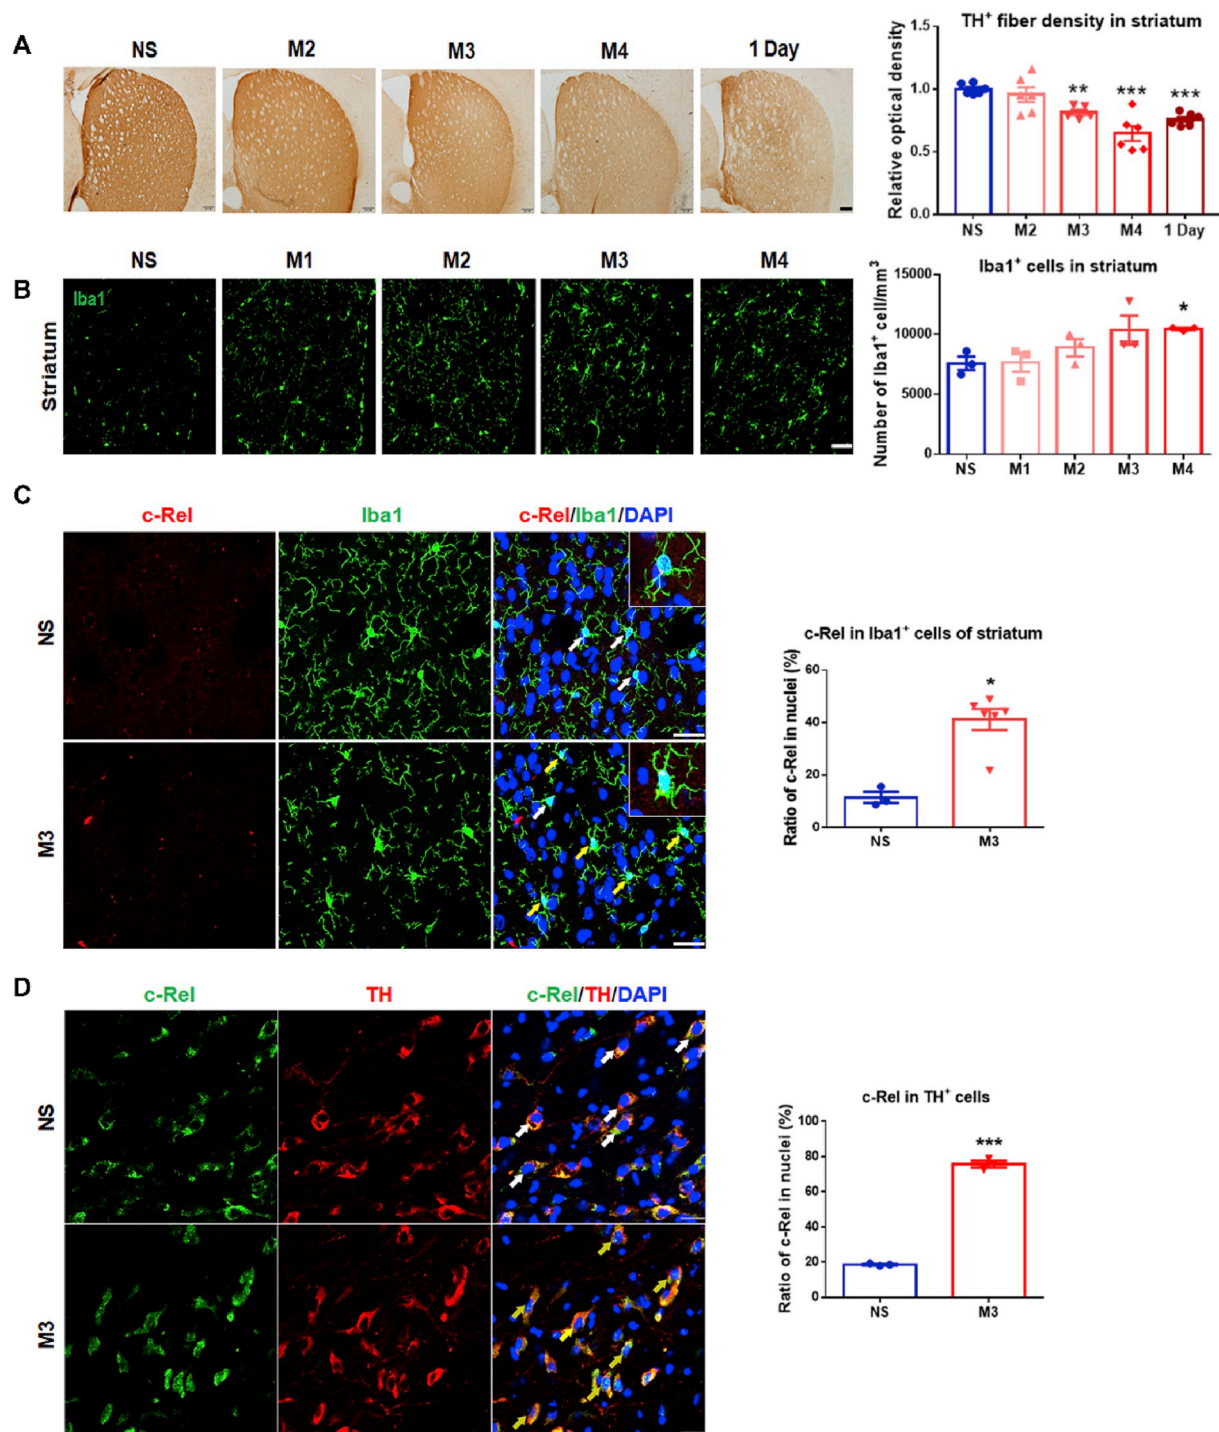 A
NS
M2
M3
M4
1 Day
TH⁺ fiber density in striatum
Relative optical density
1.5
1.0
0.5
0.0
**
***
***
NS
M2
M3
M4
1 Day
B
NS
M1
M2
M3
M4
Iba1
Striatum
Iba1⁺ cells in striatum
Number of Iba1⁺ cell/mm³
15000
10000
5000
0
*
NS
M1
M2
M3
M4
C
c-Rel
Iba1
c-Rel/Iba1/DAPI
NS
M3
c-Rel in Iba1⁺ cells of striatum
Ratio of c-Rel in nuclei (%)
60
40
20
0
*
NS
M3
D
c-Rel
TH
c-Rel/TH/DAPI
NS
M3
c-Rel in TH⁺ cells
Ratio of c-Rel in nuclei (%)
100
80
60
40
20
0
***
NS
M3